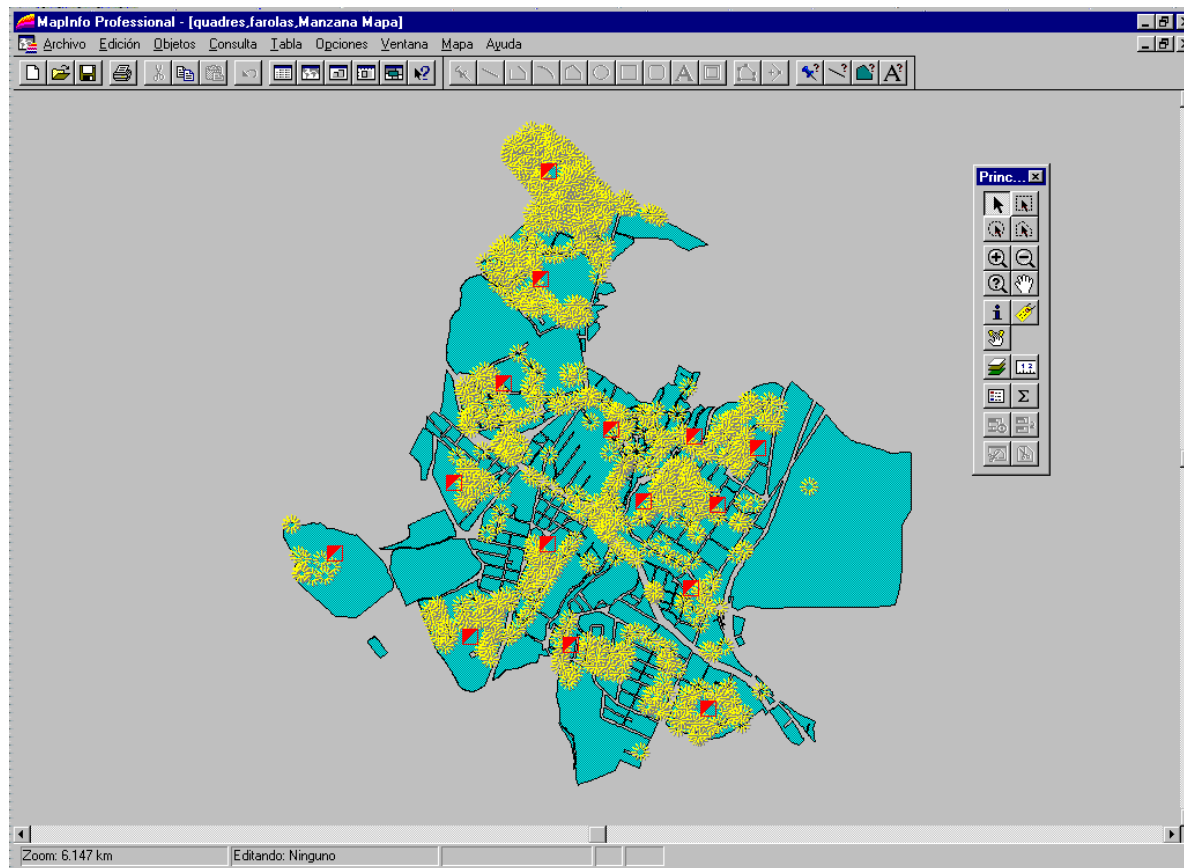 MapInfo Professional - [quadres,farolas,Manzana Mapa]
Archivo Edición Objetos Consulta Tabla Opciones Ventana Mapa Ayuda
Princ...
Zoom: 6.147 km
Editando: Ninguno